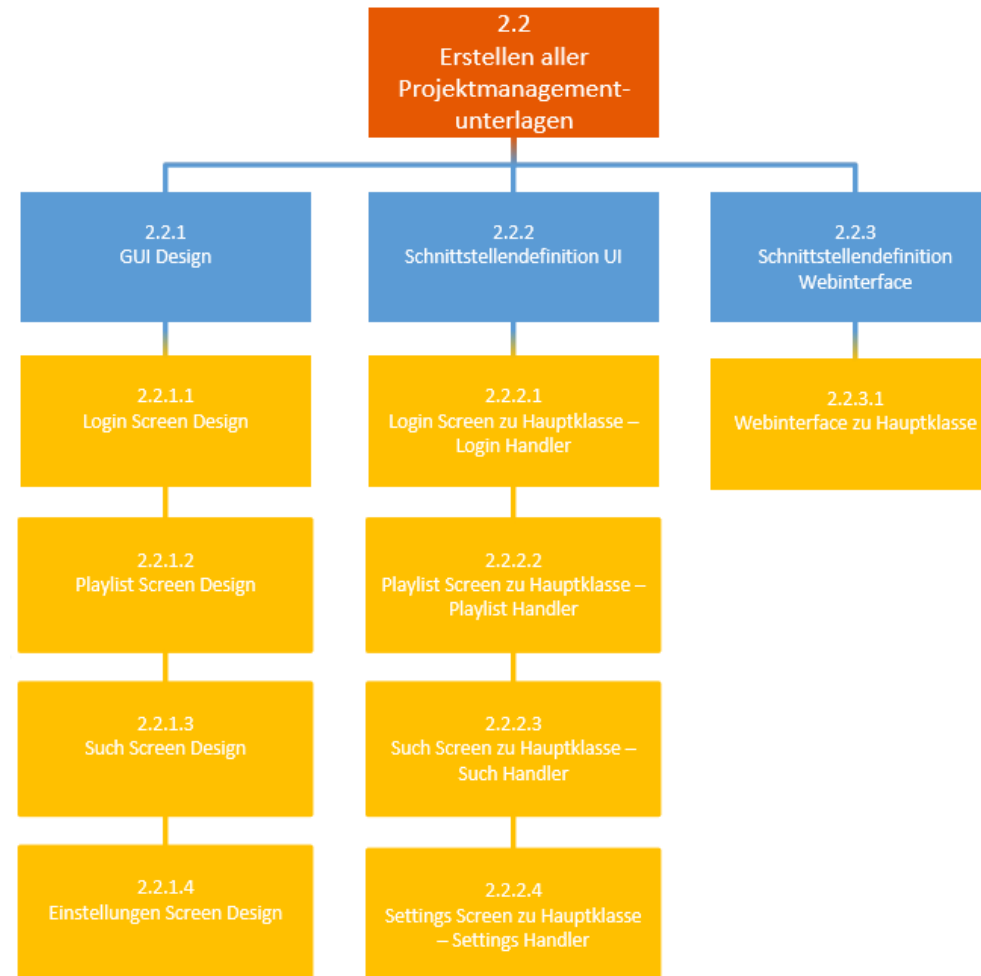 2.2
Erstellen aller
Projektmanagement-
unterlagen
2.2.1
GUI Design
2.2.2
Schnittstellendefinition UI
2.2.3
Schnittstellendefinition
Webinterface
2.2.1.1
Login Screen Design
2.2.2.1
Login Screen zu Hauptklasse –
Login Handler
2.2.3.1
Webinterface zu Hauptklasse
2.2.1.2
Playlist Screen Design
2.2.2.2
Playlist Screen zu Hauptklasse –
Playlist Handler
2.2.1.3
Such Screen Design
2.2.2.3
Such Screen zu Hauptklasse –
Such Handler
2.2.1.4
Einstellungen Screen Design
2.2.2.4
Settings Screen zu Hauptklasse
– Settings Handler